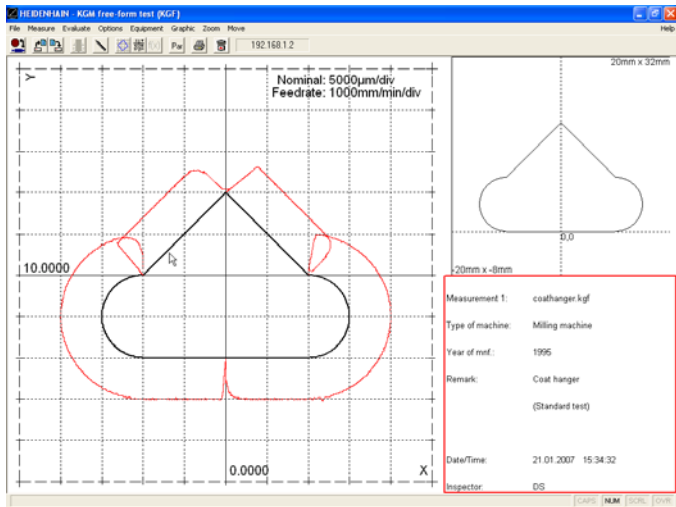 HEIDENHAIN - KGM free-form test (KGF)
File Measure Evaluate Options Equipment Graphic Zoom Move Help
Par 192.168.1.2
Y
Nominal: 5000µm/div
Feedrate: 1000mm/min/div
10.0000
0.0000
X
20mm x 32mm
0,0
-20mm x -8mm
Measurement 1: coathanger.kgf
Type of machine: Milling machine
Year of mnf.: 1995
Remark: Coat hanger
(Standard test)
Date/Time: 21.01.2007 15:34:32
Inspector: DS
CAPS NUM SCRL OVR